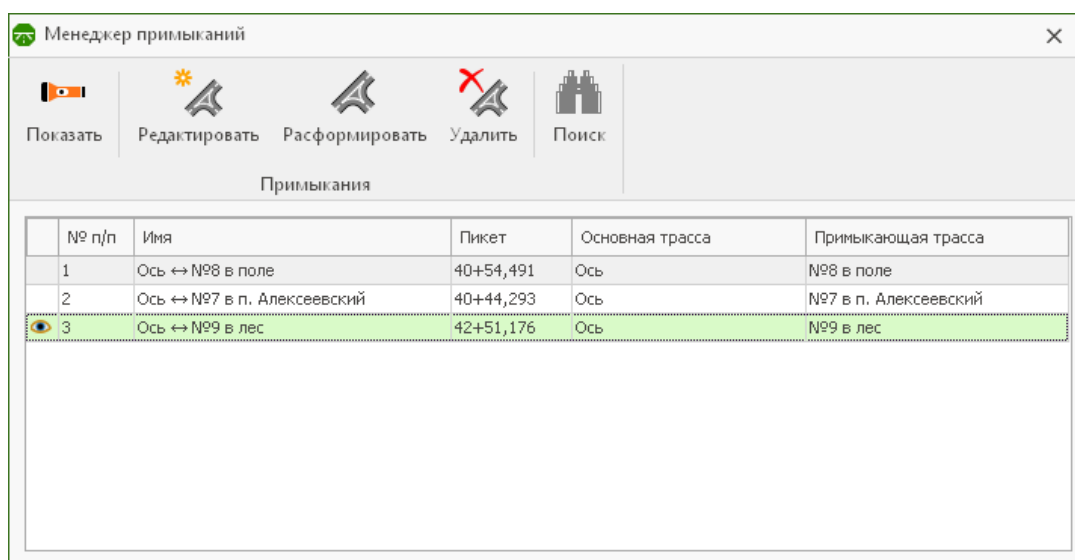 Менеджер примыканий
Показать Редактировать Расформировать Удалить Поиск
Примыкания
№ п/п Имя Пикет Основная трасса Примыкающая трасса
1 Ось ↔ №8 в поле 40+54,491 Ось №8 в поле
2 Ось ↔ №7 в п. Алексеевский 40+44,293 Ось №7 в п. Алексеевский
3 Ось ↔ №9 в лес 42+51,176 Ось №9 в лес